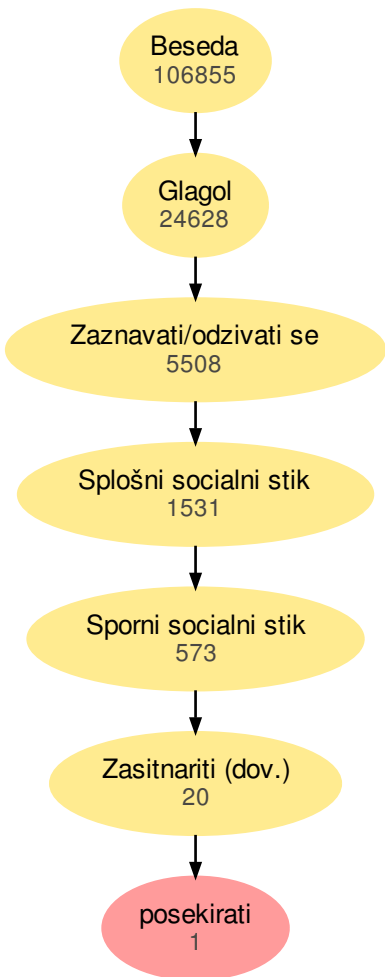 Beseda
106855
Glagol
24628
Zaznavati/odzivati se
5508
Splošni socialni stik
1531
Sporni socialni stik
573
Zasitnariti (dov.)
20
posekirati
1